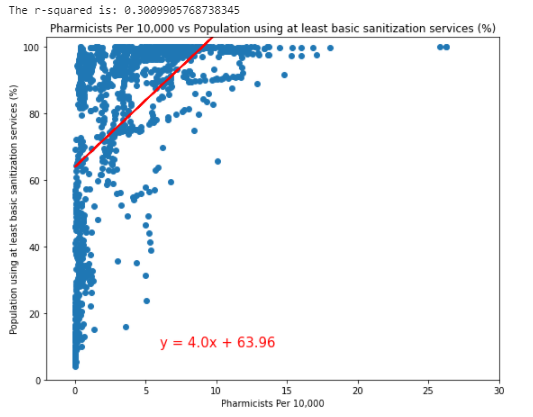 The r-squared is: 0.3009905768738345
Pharmicists Per 10,000 vs Population using at least basic sanitization services (%)
Population using at least basic sanitization services (%)
100
80
60
40
20
0
y = 4.0x + 63.96
0 5 10 15 20 25 30
Pharmicists Per 10,000